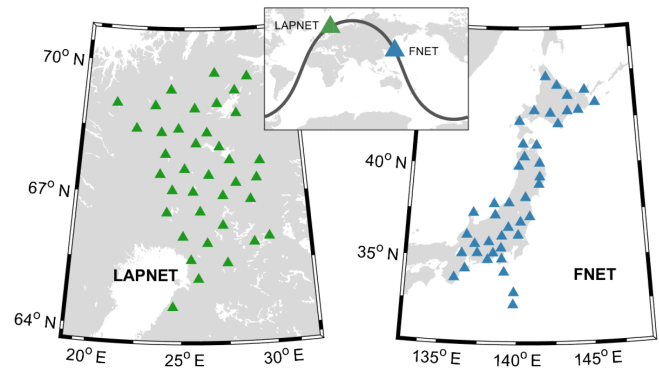 LAPNET
FNET
70° N
67° N
64° N
20° E
25° E
30° E
LAPNET
40° N
35° N
135° E
140° E
145° E
FNET